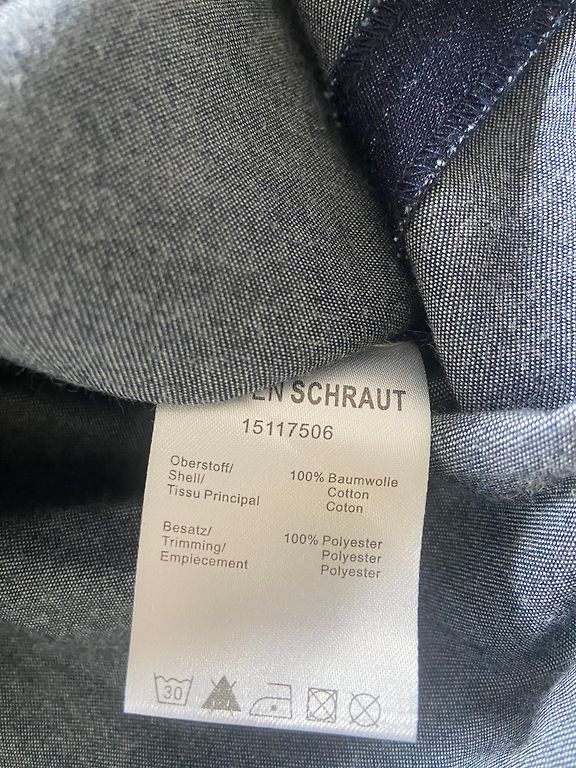 EN SCHRAUT
15117506
Oberstoff/ 100% Baumwolle
Shell/ Cotton
Tissu Principal Coton
Besatz/ 100% Polyester
Trimming/ Polyester
Empiecement Polyester
30